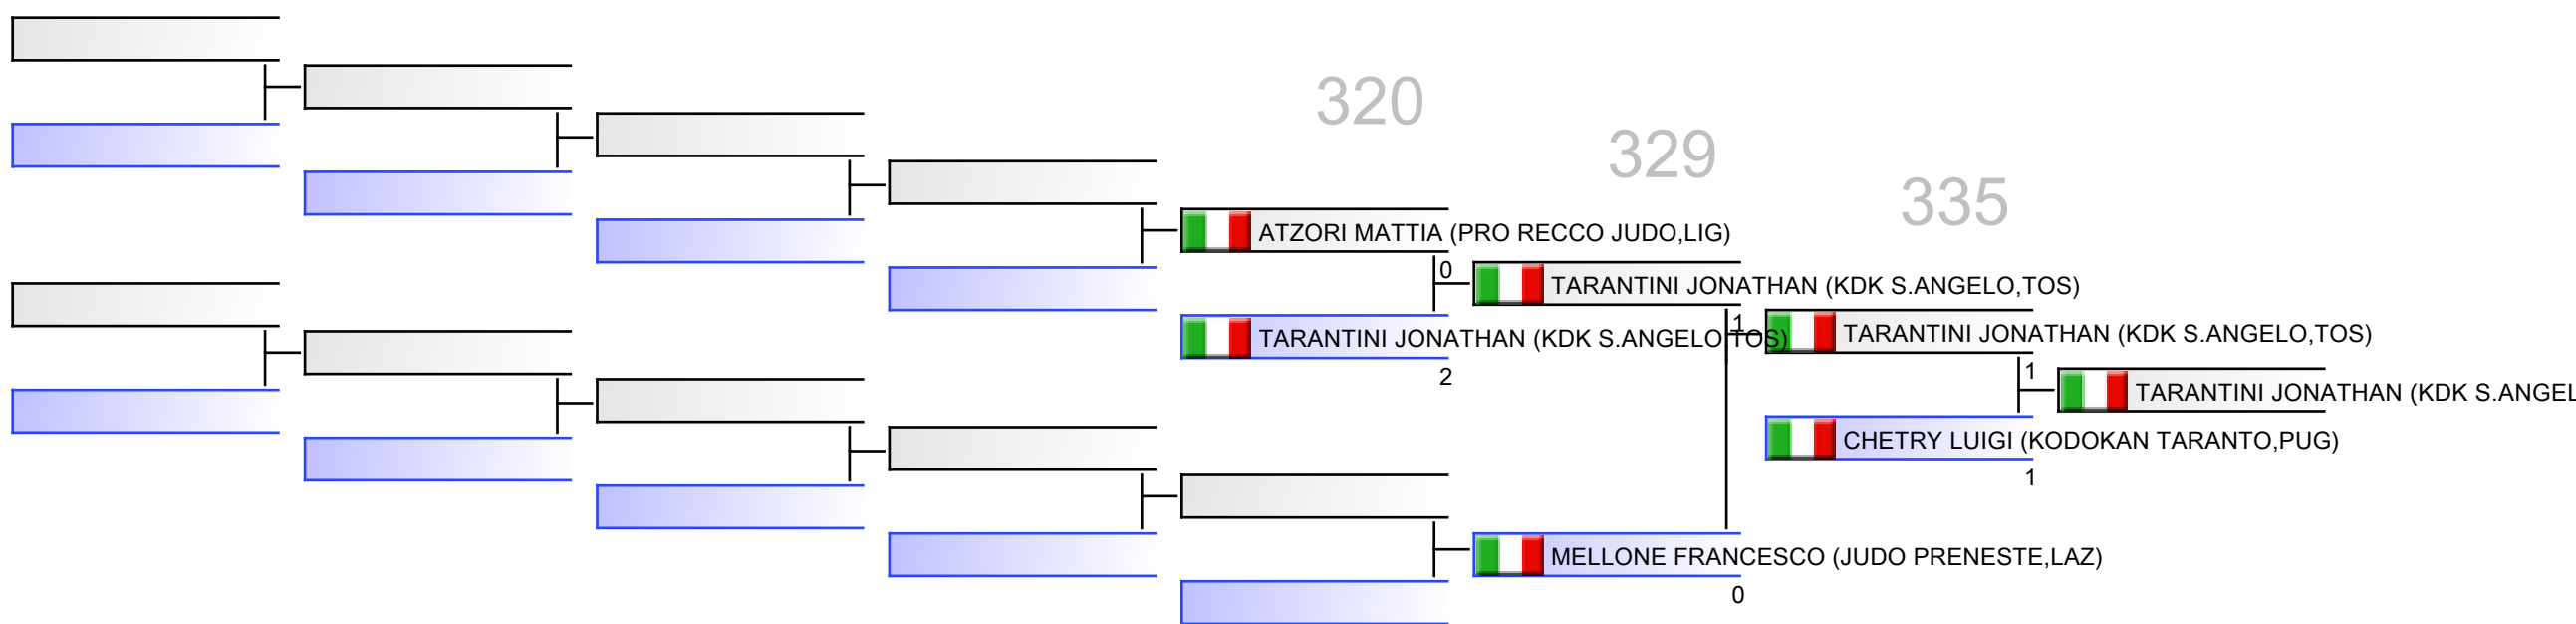 320
329
335
ATZORI MATTIA (PRO RECCO JUDO,LIG)
0
TARANTINI JONATHAN (KDK S.ANGELO,TOS)
TARANTINI JONATHAN (KDK S.ANGELO,TOS)
1
TARANTINI JONATHAN (KDK S.ANGELO,TOS)
2
1
TARANTINI JONATHAN (KDK S.ANGEL
CHETRY LUIGI (KODOKAN TARANTO,PUG)
1
MELLONE FRANCESCO (JUDO PRENESTE,LAZ)
0